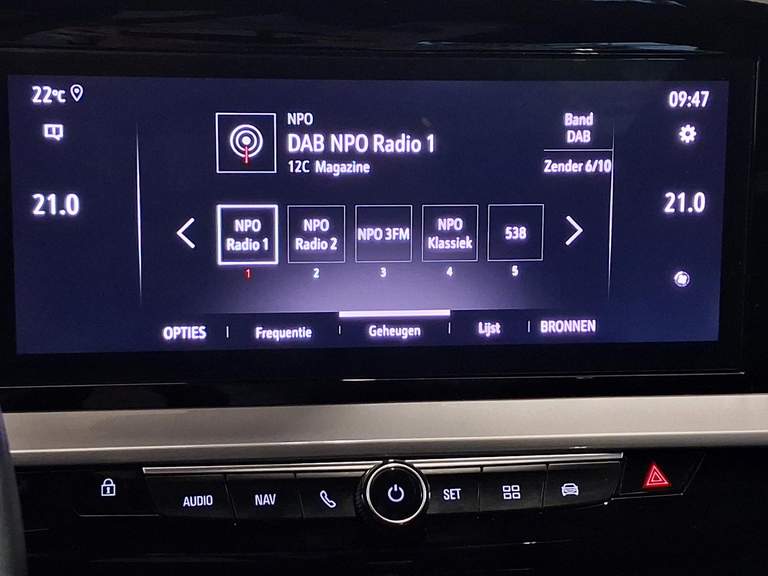 22°C
09:47
NPO
DAB NPO Radio 1
12C Magazine
Band
DAB
Zender 6/10
21.0
21.0
NPO
Radio 1
NPO
Radio 2
NPO 3FM
NPO
Klassiek
538
1
2
3
4
5
OPTIES
Frequentie
Geheugen
Lijst
BRONNEN
AUDIO
NAV
SET